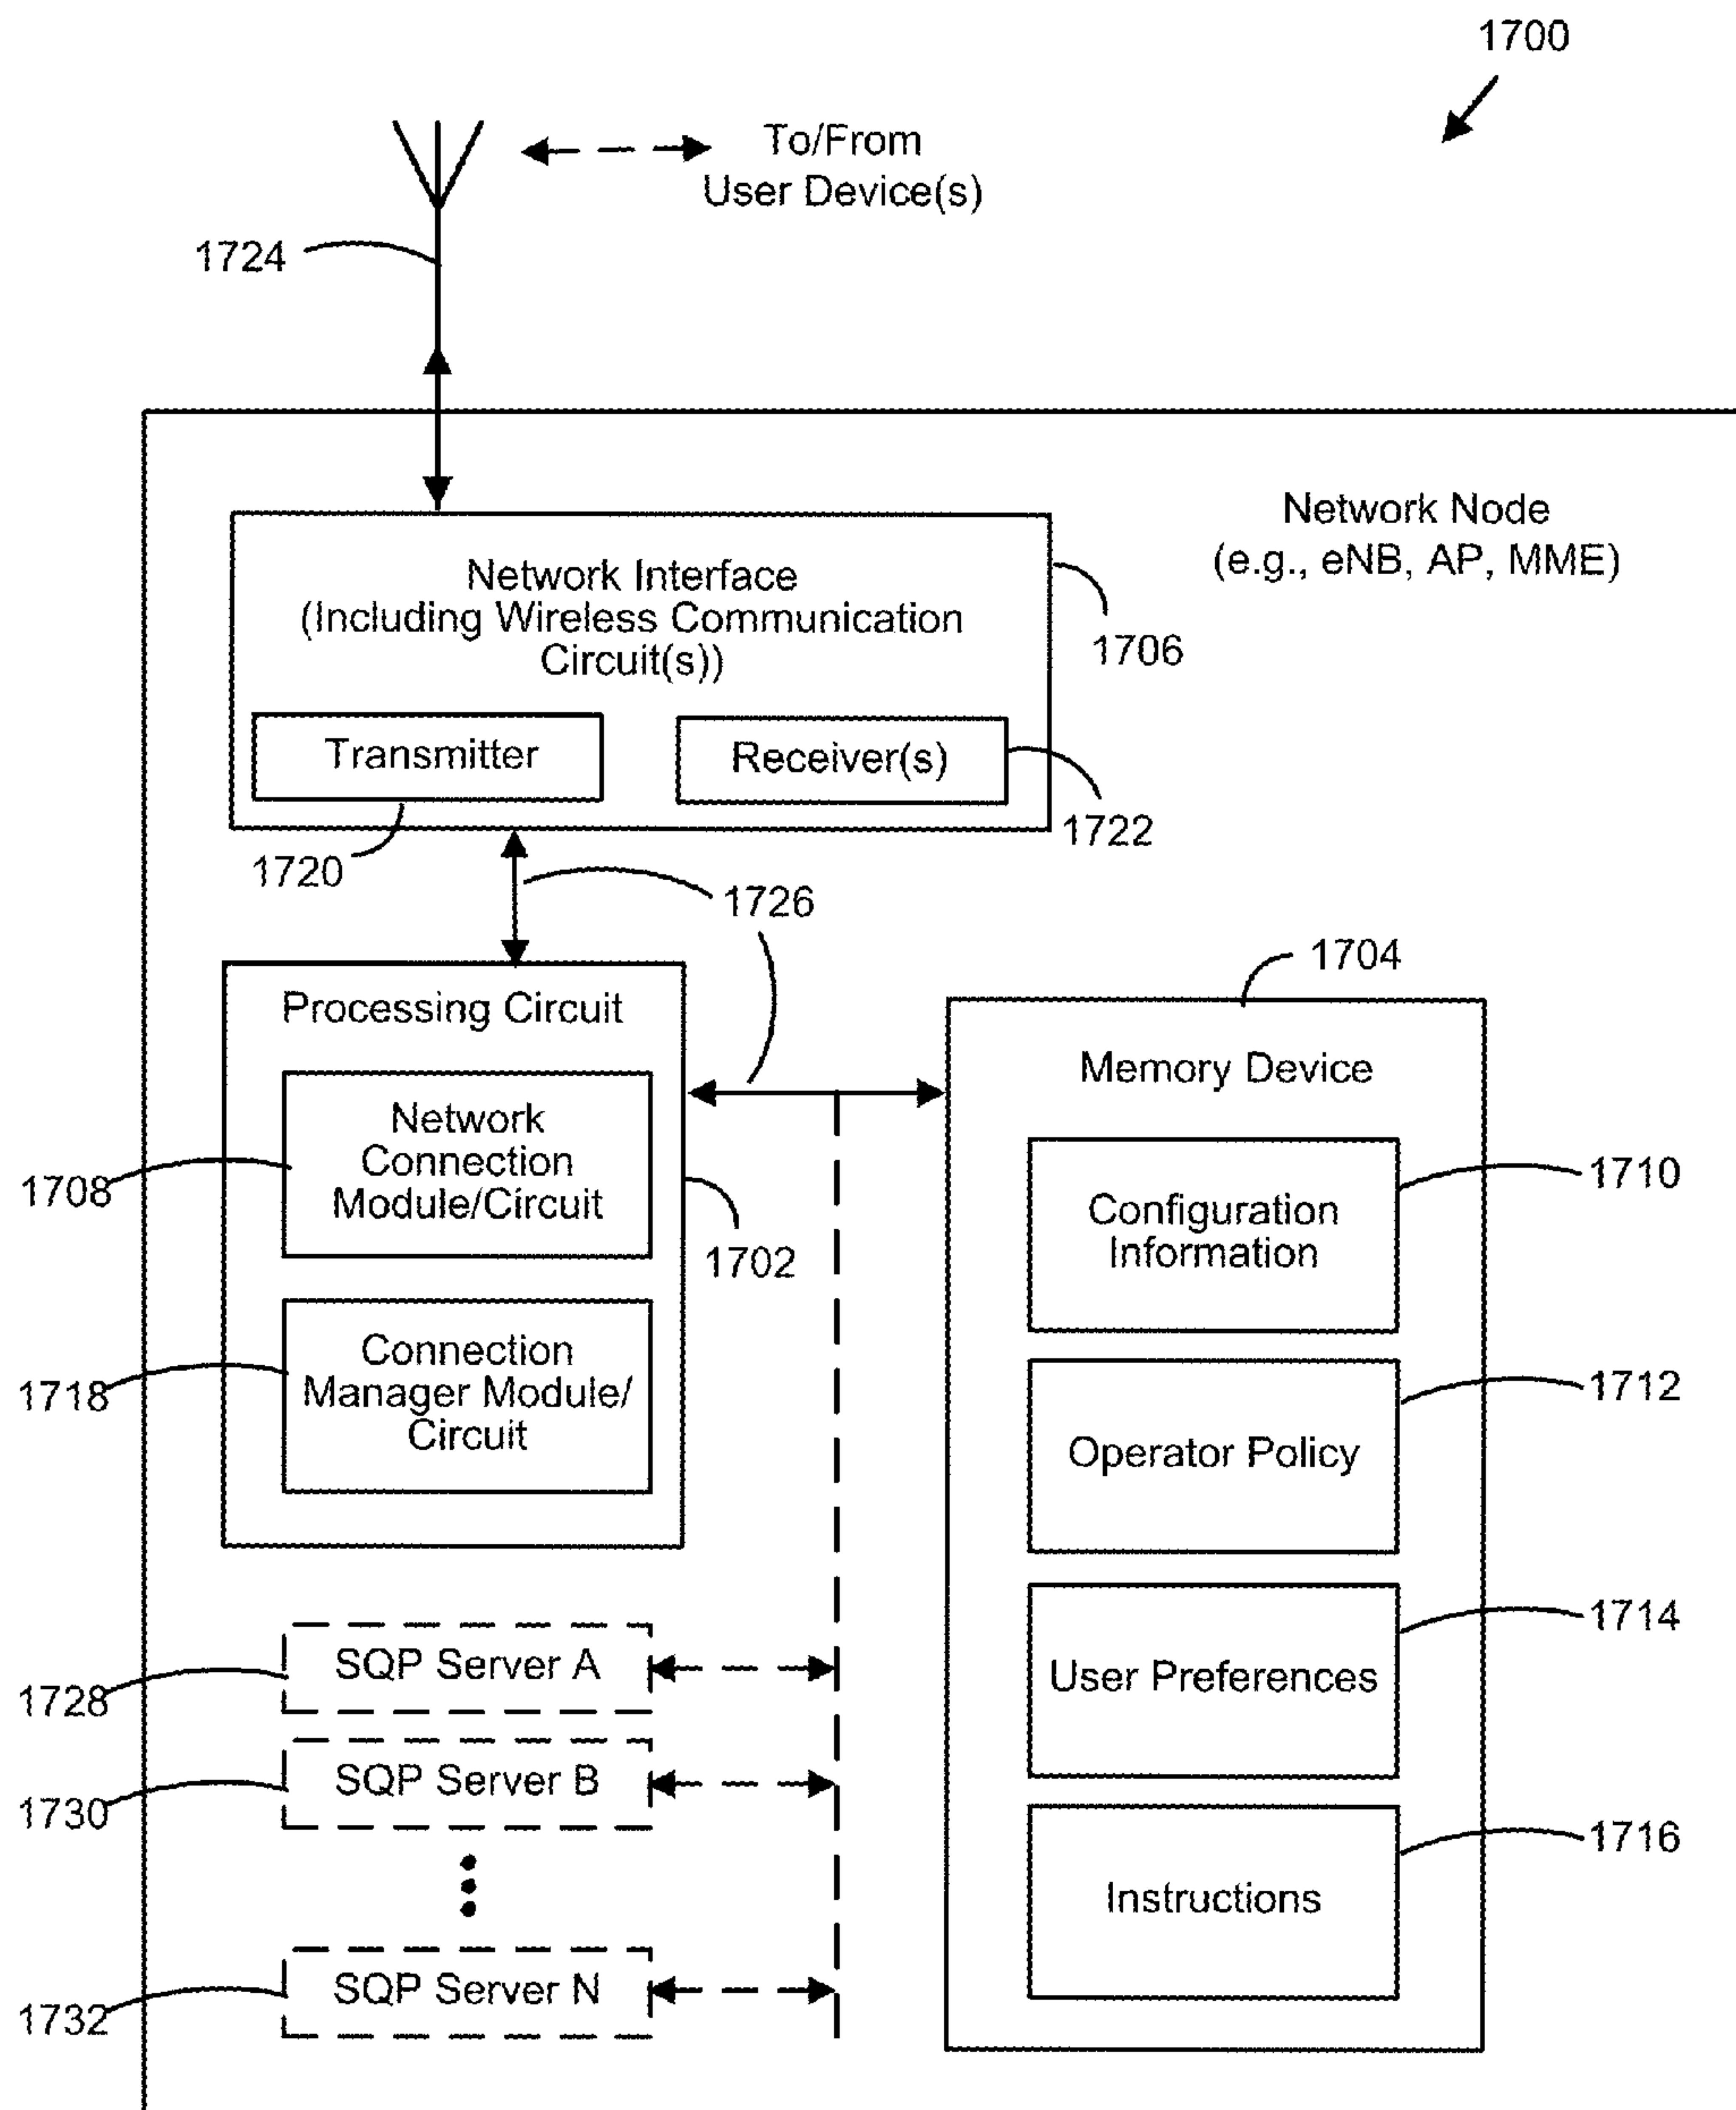 1700
To/From
User Device(s)
1724
Network Node
(e.g., eNB, AP, MME)
Network Interface
(Including Wireless Communication
Circuit(s))
1706
Transmitter
Receiver(s)
1720
1722
1726
1704
Processing Circuit
Memory Device
Network
Connection
Module/Circuit
1708
1702
Configuration
Information
1710
Connection
Manager Module/
Circuit
1718
Operator Policy
1712
User Preferences
1714
SQP Server A
1728
SQP Server B
1730
Instructions
1716
SQP Server N
1732